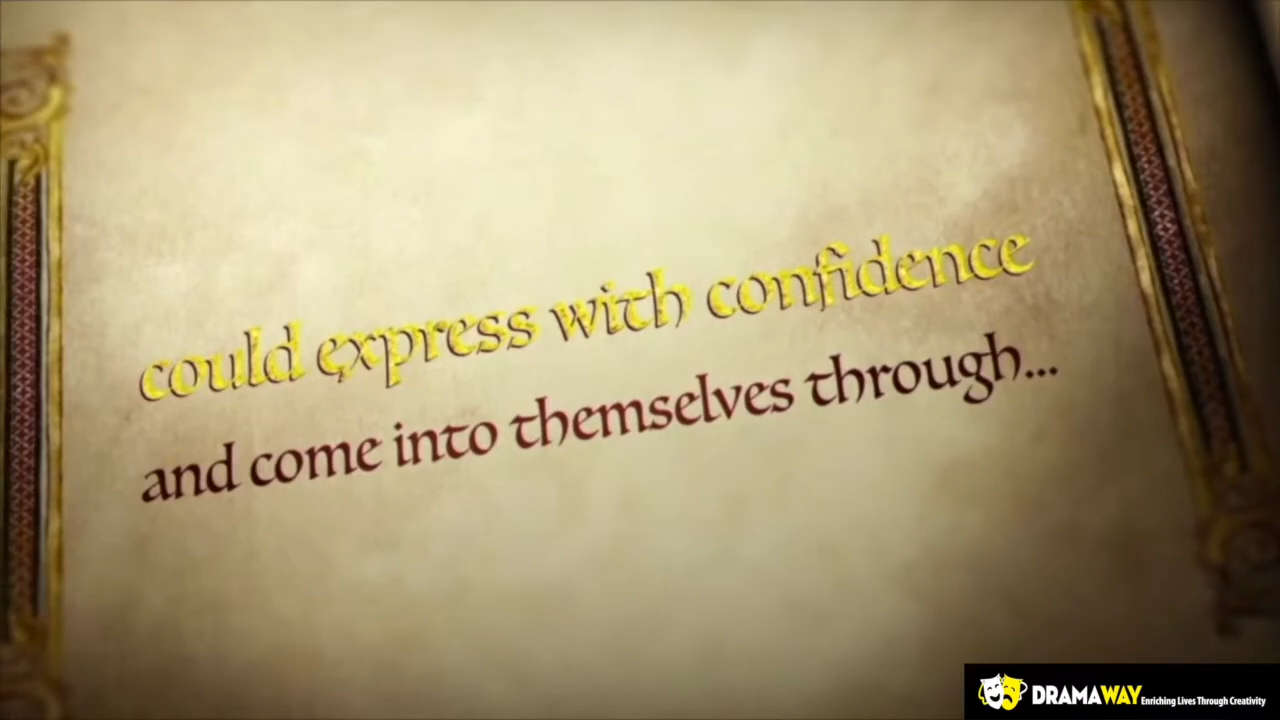 could express with confidence
and come into themselves through...
DRAMAWAY Enriching Lives Through Creativity